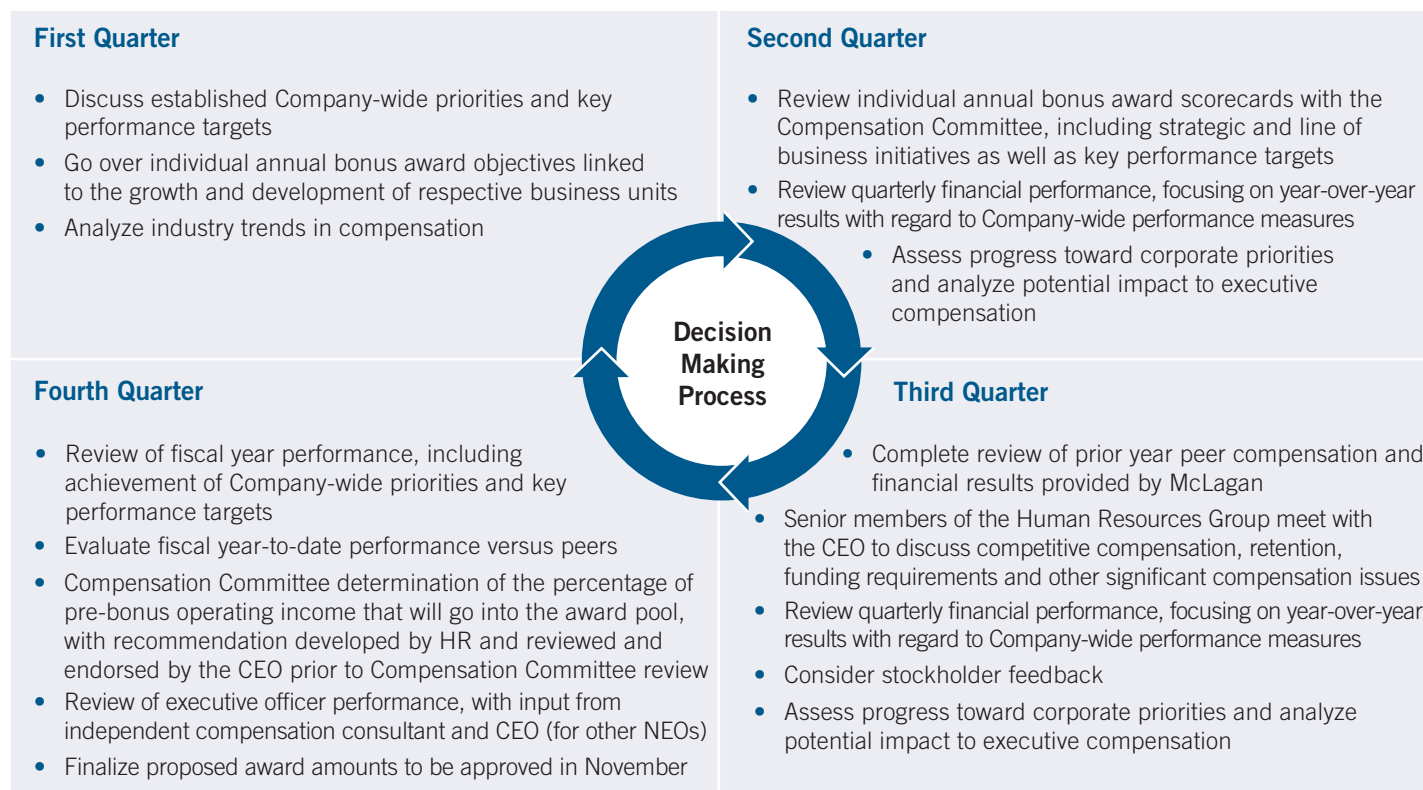 First Quarter
• Discuss established Company-wide priorities and key
performance targets
• Go over individual annual bonus award objectives linked
to the growth and development of respective business units
• Analyze industry trends in compensation
Second Quarter
• Review individual annual bonus award scorecards with the
Compensation Committee, including strategic and line of
business initiatives as well as key performance targets
• Review quarterly financial performance, focusing on year-over-year
results with regard to Company-wide performance measures
• Assess progress toward corporate priorities
and analyze potential impact to executive
compensation
Decision
Making
Process
Third Quarter
• Complete review of prior year peer compensation and
financial results provided by McLagan
• Senior members of the Human Resources Group meet with
the CEO to discuss competitive compensation, retention,
funding requirements and other significant compensation issues
• Review quarterly financial performance, focusing on year-over-year
results with regard to Company-wide performance measures
• Consider stockholder feedback
• Assess progress toward corporate priorities and analyze
potential impact to executive compensation
Fourth Quarter
• Review of fiscal year performance, including
achievement of Company-wide priorities and key
performance targets
• Evaluate fiscal year-to-date performance versus peers
• Compensation Committee determination of the percentage of
pre-bonus operating income that will go into the award pool,
with recommendation developed by HR and reviewed and
endorsed by the CEO prior to Compensation Committee review
• Review of executive officer performance, with input from
independent compensation consultant and CEO (for other NEOs)
• Finalize proposed award amounts to be approved in November